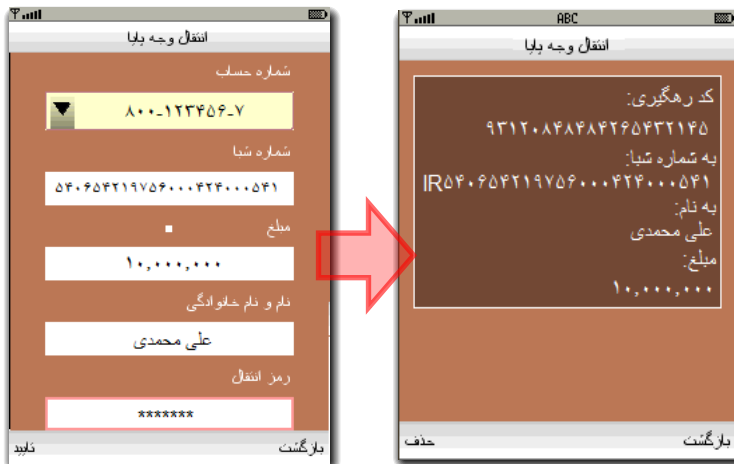 انتقال وجه پایا
شماره حساب
۸۰۰-۱۲۳۴۵۶-۷
شماره شبا
۵۴۰۶۵۴۲۱۹۷۵۶۰۰۰۴۲۴۰۰۰۵۴۱
مبلغ
۱۰,۰۰۰,۰۰۰
نام و نام خانوادگی
علی محمدی
رمز انتقال
*******
بازگشت تایید
ABC
انتقال وجه پایا
کد رهگیری:
۹۳۱۲۰۸۴۸۴۸۴۲۶۵۴۳۲۱۴۵
به شماره شبا:
IR۵۴۰۶۵۴۲۱۹۷۵۶۰۰۰۴۲۴۰۰۰۵۴۱
به نام:
علی محمدی
مبلغ:
۱۰,۰۰۰,۰۰۰
بازگشت حذف